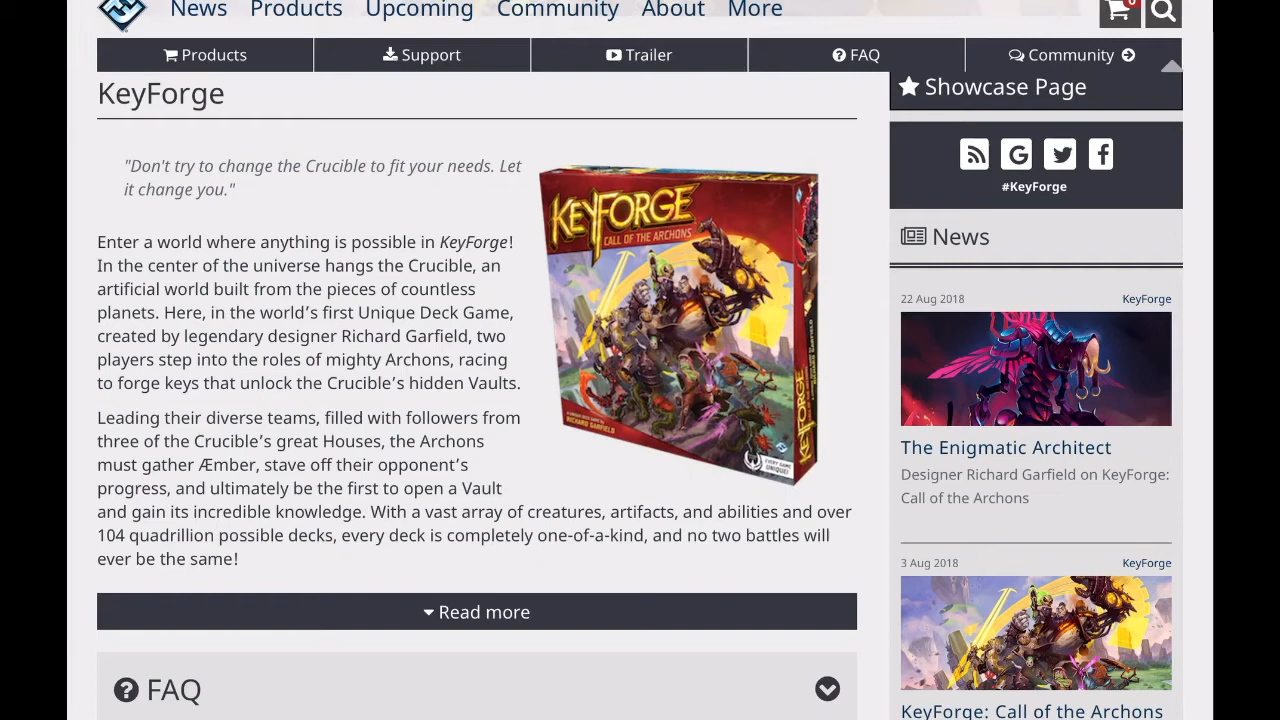 News Products Upcoming Community About More
Products
Support
Trailer
FAQ
Community
KeyForge
"Don't try to change the Crucible to fit your needs. Let
it change you."
Enter a world where anything is possible in KeyForge!
In the center of the universe hangs the Crucible, an
artificial world built from the pieces of countless
planets. Here, in the world’s first Unique Deck Game,
created by legendary designer Richard Garfield, two
players step into the roles of mighty Archons, racing
to forge keys that unlock the Crucible’s hidden Vaults.
Leading their diverse teams, filled with followers from
three of the Crucible’s great Houses, the Archons
must gather Æmber, stave off their opponent’s
progress, and ultimately be the first to open a Vault
and gain its incredible knowledge. With a vast array of creatures, artifacts, and abilities and over
104 quadrillion possible decks, every deck is completely one-of-a-kind, and no two battles will
ever be the same!
KEYFORGE
CALL OF THE ARCHONS
RICHARD GARFIELD
EVERY GAME
UNIQUE!
KEYFORGE
Read more
FAQ
Showcase Page
#KeyForge
News
22 Aug 2018 KeyForge
The Enigmatic Architect
Designer Richard Garfield on KeyForge:
Call of the Archons
3 Aug 2018 KeyForge
KeyForge: Call of the Archons